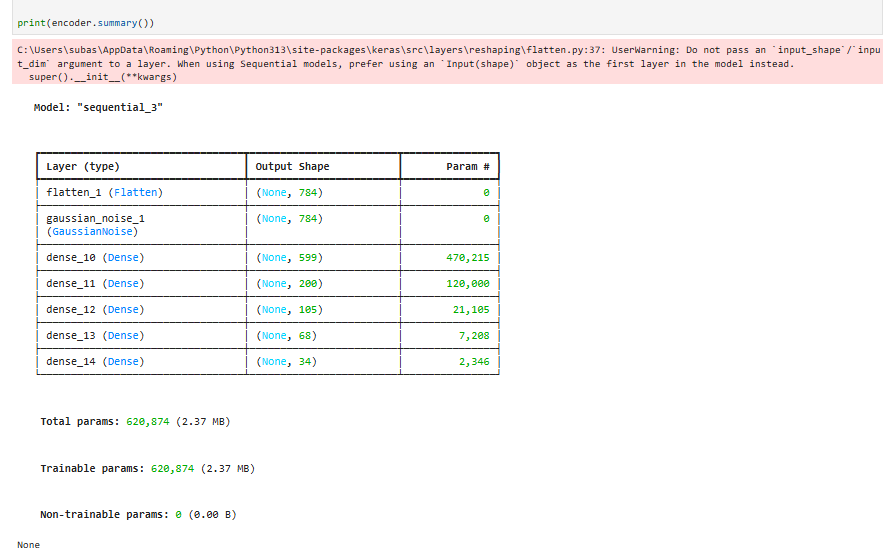 print(encoder.summary())
C:\Users\subas\AppData\Roaming\Python\Python313\site-packages\keras\src\layers\reshaping\flatten.py:37: UserWarning: Do not pass an `input_shape`/`inpu
t_dim` argument to a layer. When using Sequential models, prefer using an `Input(shape)` object as the first layer in the model instead.
super().__init__(**kwargs)
Model: "sequential_3"
Layer (type) Output Shape Param #
flatten_1 (Flatten) (None, 784) 0
gaussian_noise_1 (None, 784) 0
(GaussianNoise)
dense_10 (Dense) (None, 599) 470,215
dense_11 (Dense) (None, 200) 120,000
dense_12 (Dense) (None, 105) 21,105
dense_13 (Dense) (None, 68) 7,208
dense_14 (Dense) (None, 34) 2,346
Total params: 620,874 (2.37 MB)
Trainable params: 620,874 (2.37 MB)
Non-trainable params: 0 (0.00 B)
None